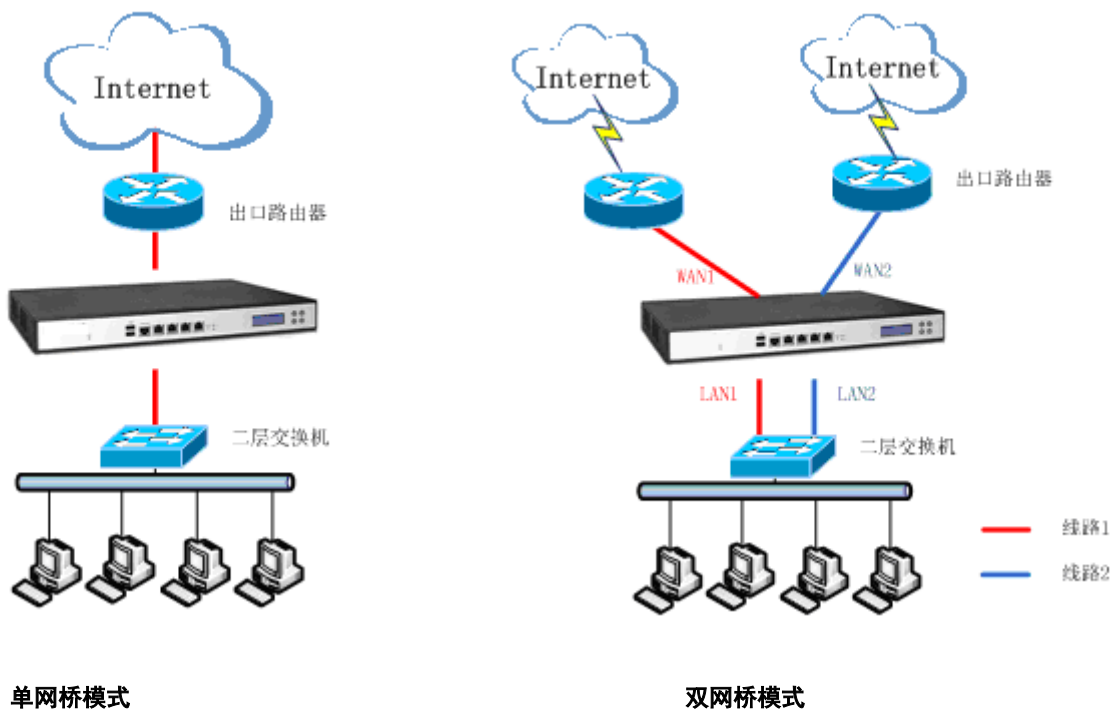 Internet
出口路由器
二层交换机
单网桥模式
Internet
Internet
出口路由器
WAN1
WAN2
LAN1
LAN2
二层交换机
线路1
线路2
双网桥模式